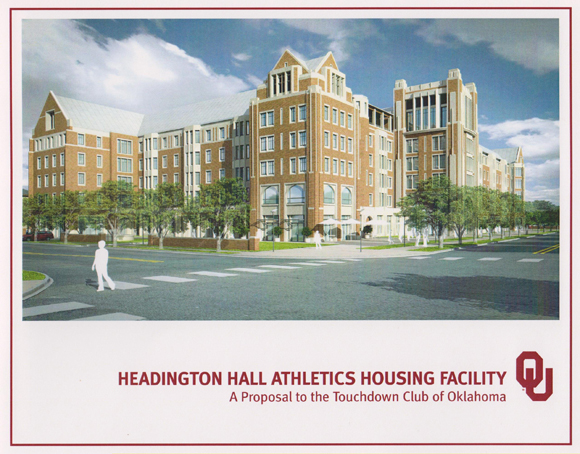 HEADINGTON HALL ATHLETICS HOUSING FACILITY
A Proposal to the Touchdown Club of Oklahoma
OU